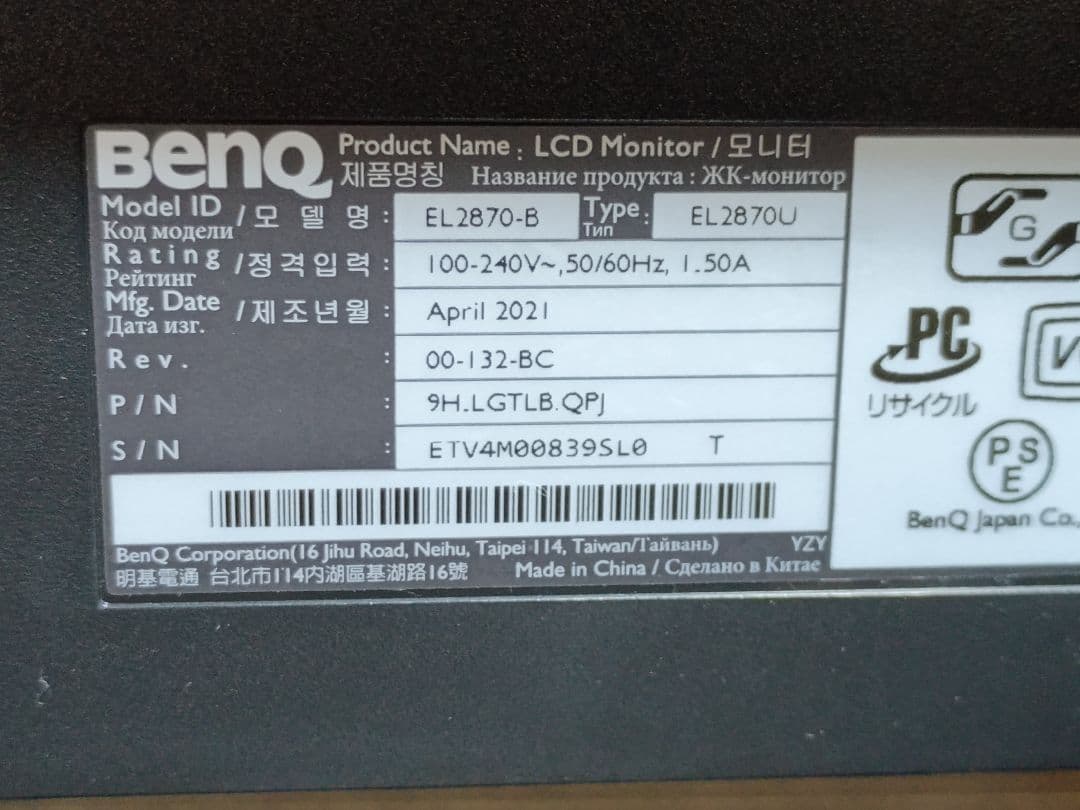 BenQ
Product Name : LCD Monitor / 모니터
제품명칭 Название продукта : ЖК-монитор
Model ID / 모 델 명 : EL2870-B Type : EL2870U
Код модели Тип
Rating / 정격입력 : 100-240V~,50/60Hz, 1.50A
Рейтинг
Mfg. Date / 제조년월 : April 2021
Дата изг.
Rev. : 00-132-BC
P/N : 9H.LGTLB.QPJ
S/N : ETV4M00839SL0 T
BenQ Corporation(16 Jihu Road, Neihu, Taipei 114, Taiwan/Тайвань) YZY
明基電通 台北市114內湖區基湖路16號 Made in China / Сделано в Китае
G
PC
リサイクル
V
PSE
BenQ Japan Co.,